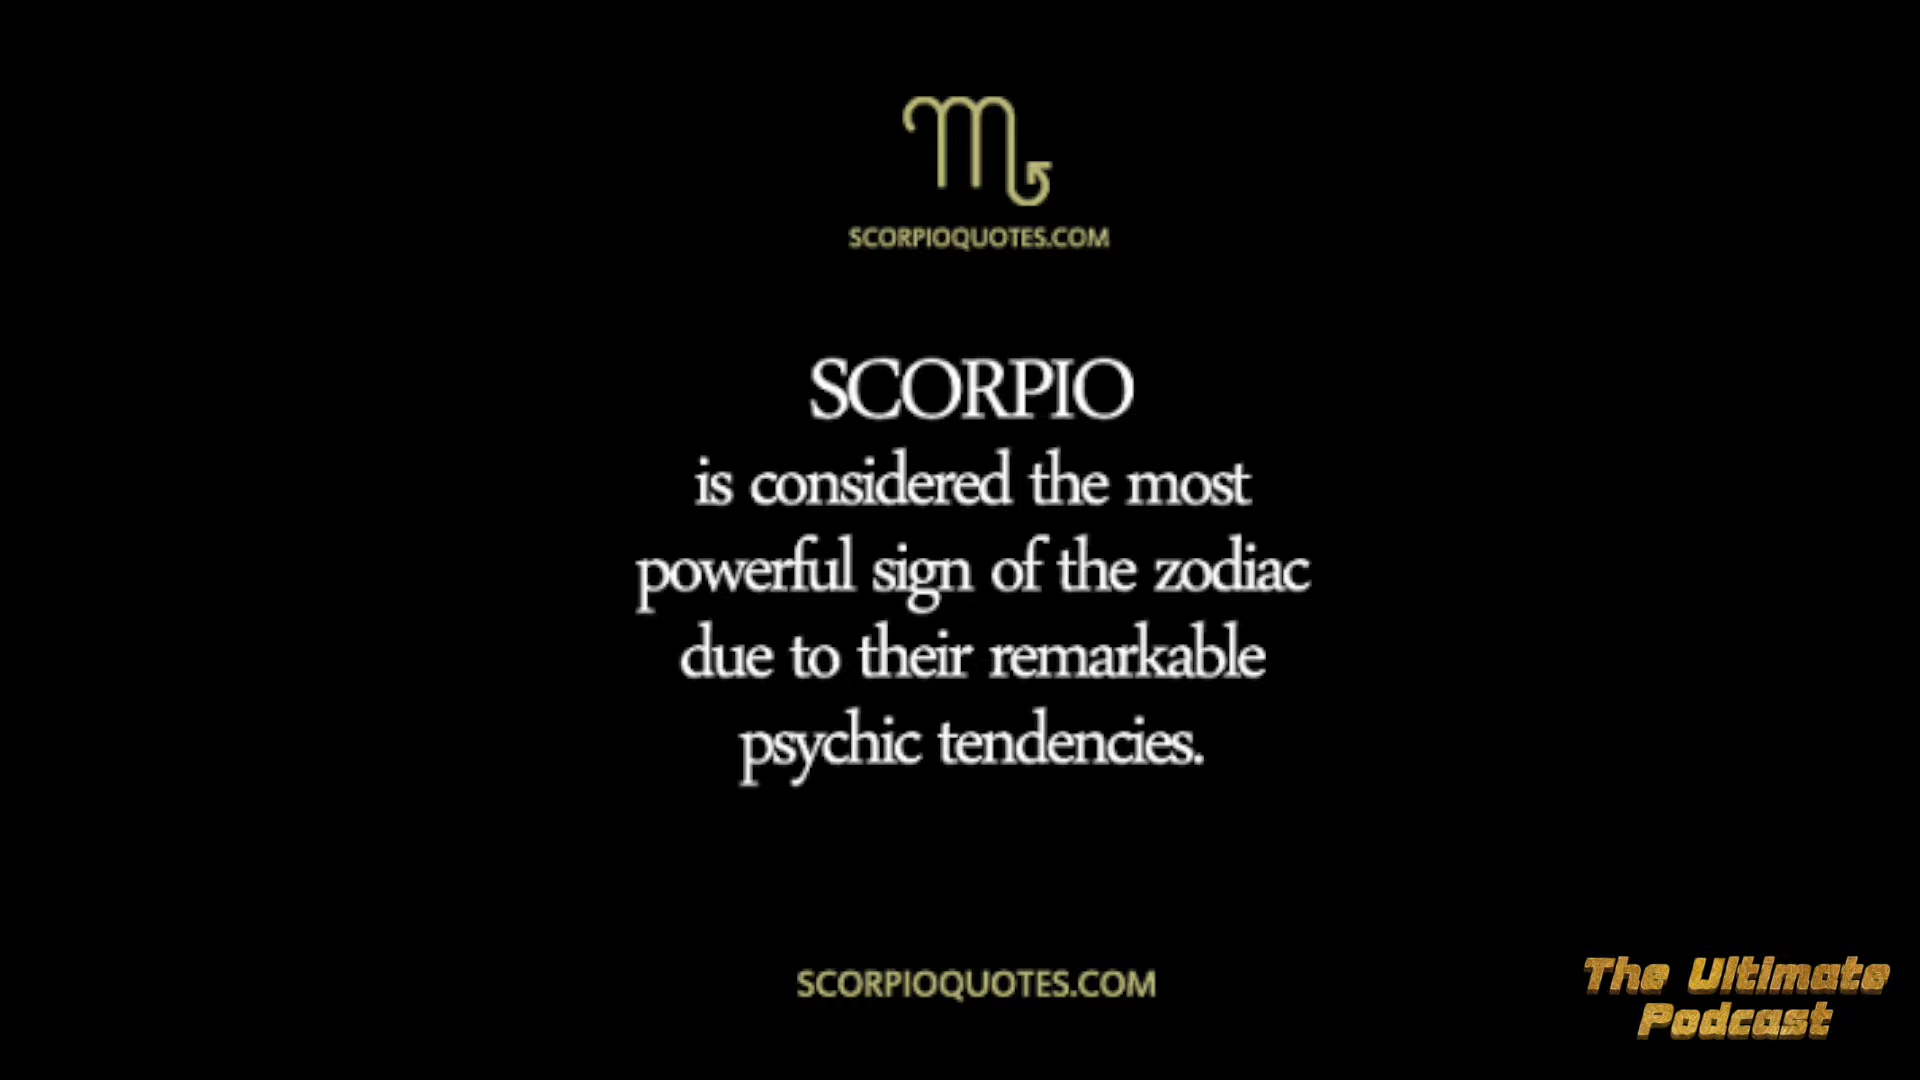 SCORPIOQUOTES.COM
SCORPIO
is considered the most
powerful sign of the zodiac
due to their remarkable
psychic tendencies.
SCORPIOQUOTES.COM
The Ultimate
Podcast